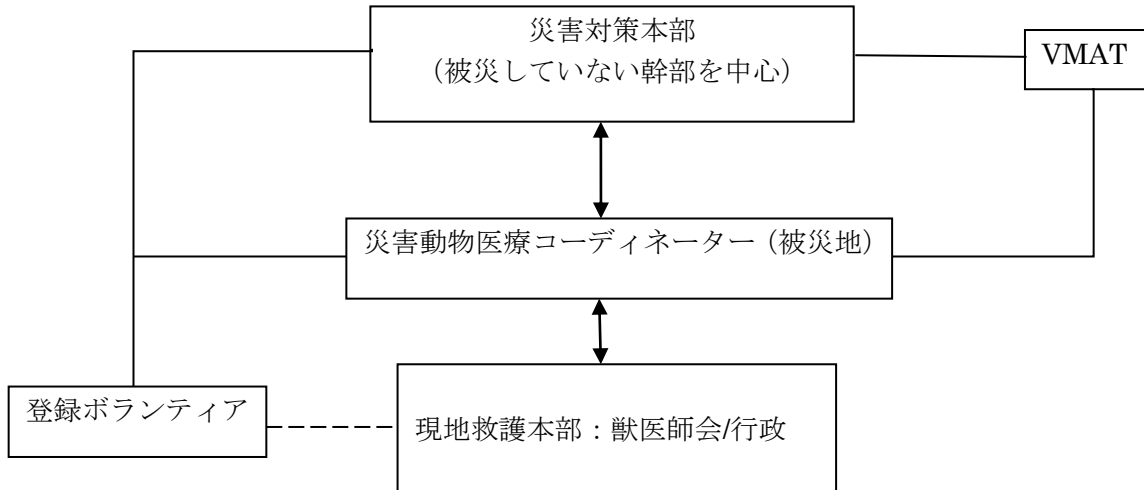 災害対策本部
（被災していない幹部を中心）
VMAT
災害動物医療コーディネーター（被災地）
登録ボランティア
現地救護本部：獣医師会/行政